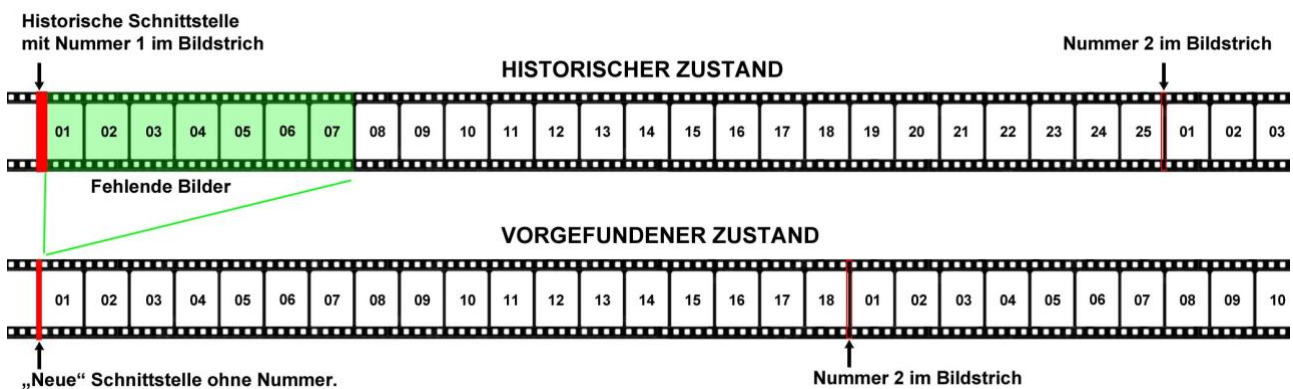 Historische Schnittstelle
mit Nummer 1 im Bildstrich
Nummer 2 im Bildstrich
HISTORISCHER ZUSTAND
01 02 03 04 05 06 07 08 09 10 11 12 13 14 15 16 17 18 19 20 21 22 23 24 25 01 02 03
Fehlende Bilder
VORGEFUNDENER ZUSTAND
01 02 03 04 05 06 07 08 09 10 11 12 13 14 15 16 17 18 01 02 03 04 05 06 07 08 09 10
„Neue“ Schnittstelle ohne Nummer.
Nummer 2 im Bildstrich